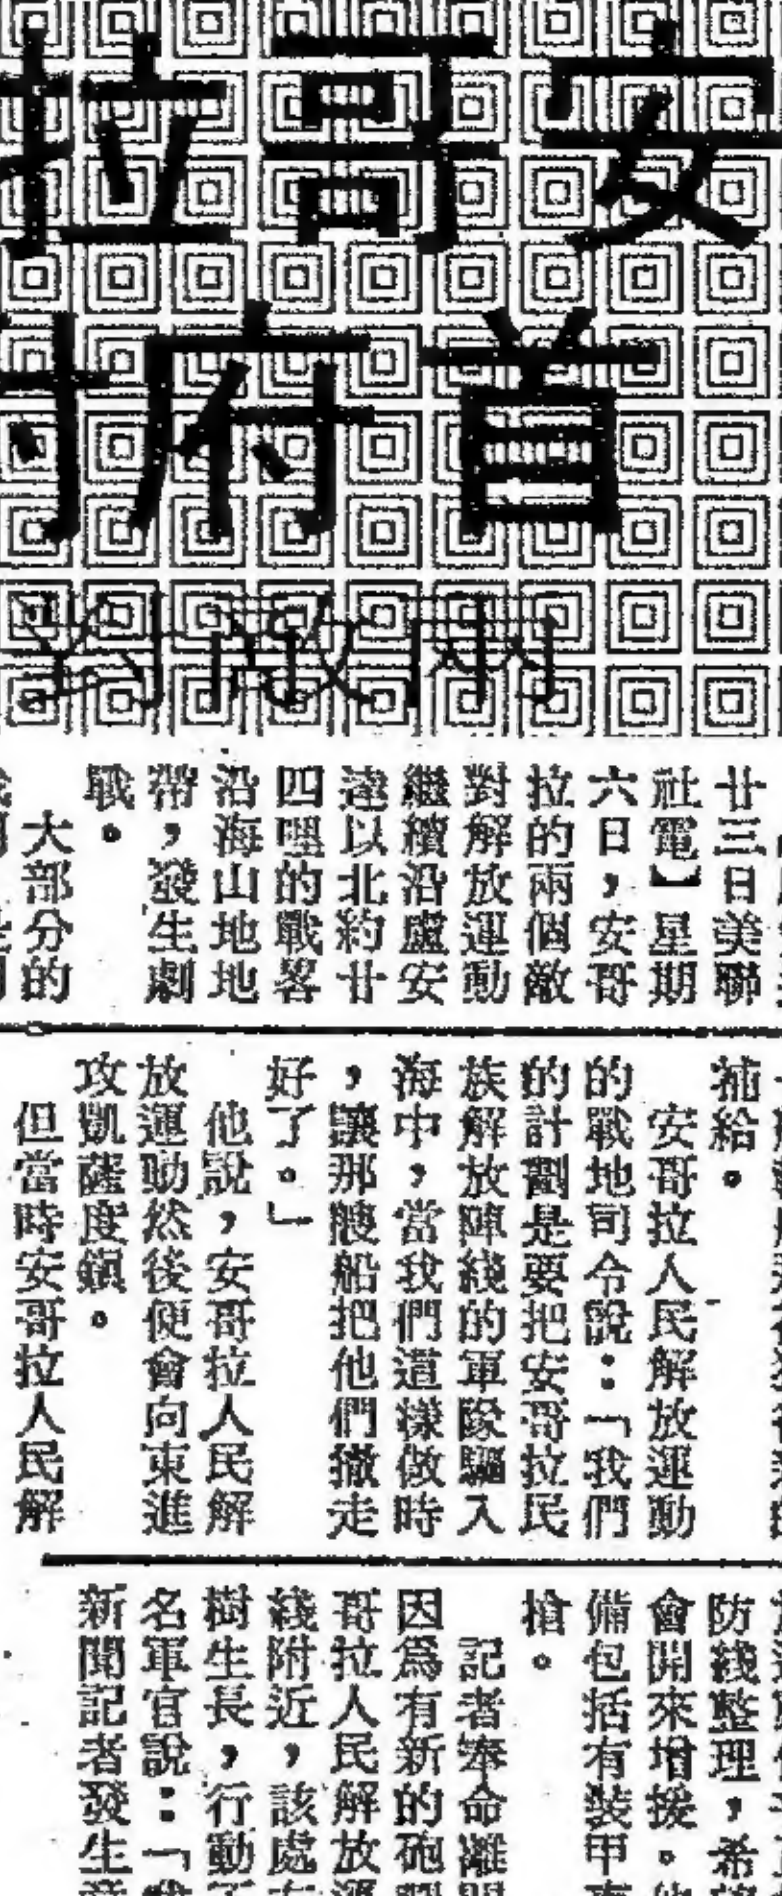 安哥拉
首府
兩敵對
廿三日美聯
社電】星期
六日，安哥
拉的兩個敵
對解放運動
繼續沿盧安
達以北約廿
四哩的戰畧
沿海山地地
帶，發生劇
戰。
大部分的
補給。
安哥拉人民解放運動
的戰地司令說：「我們
的計劃是要把安哥拉民
族解放陣綫的軍隊驅入
海中，當我們這樣做時
，讓那艘船把他們撤走
好了。」
他說，安哥拉人民解
放運動然後便會向東進
攻凱薩度鎮。
但當時安哥拉人民解
防綫整理，希
會開來增援。
備包括有裝甲
槍。
記者奉命離開
因爲有新的砲
哥拉人民解放運
綫附近，該處
樹生長，行動
名軍官說：「
新聞記者發生